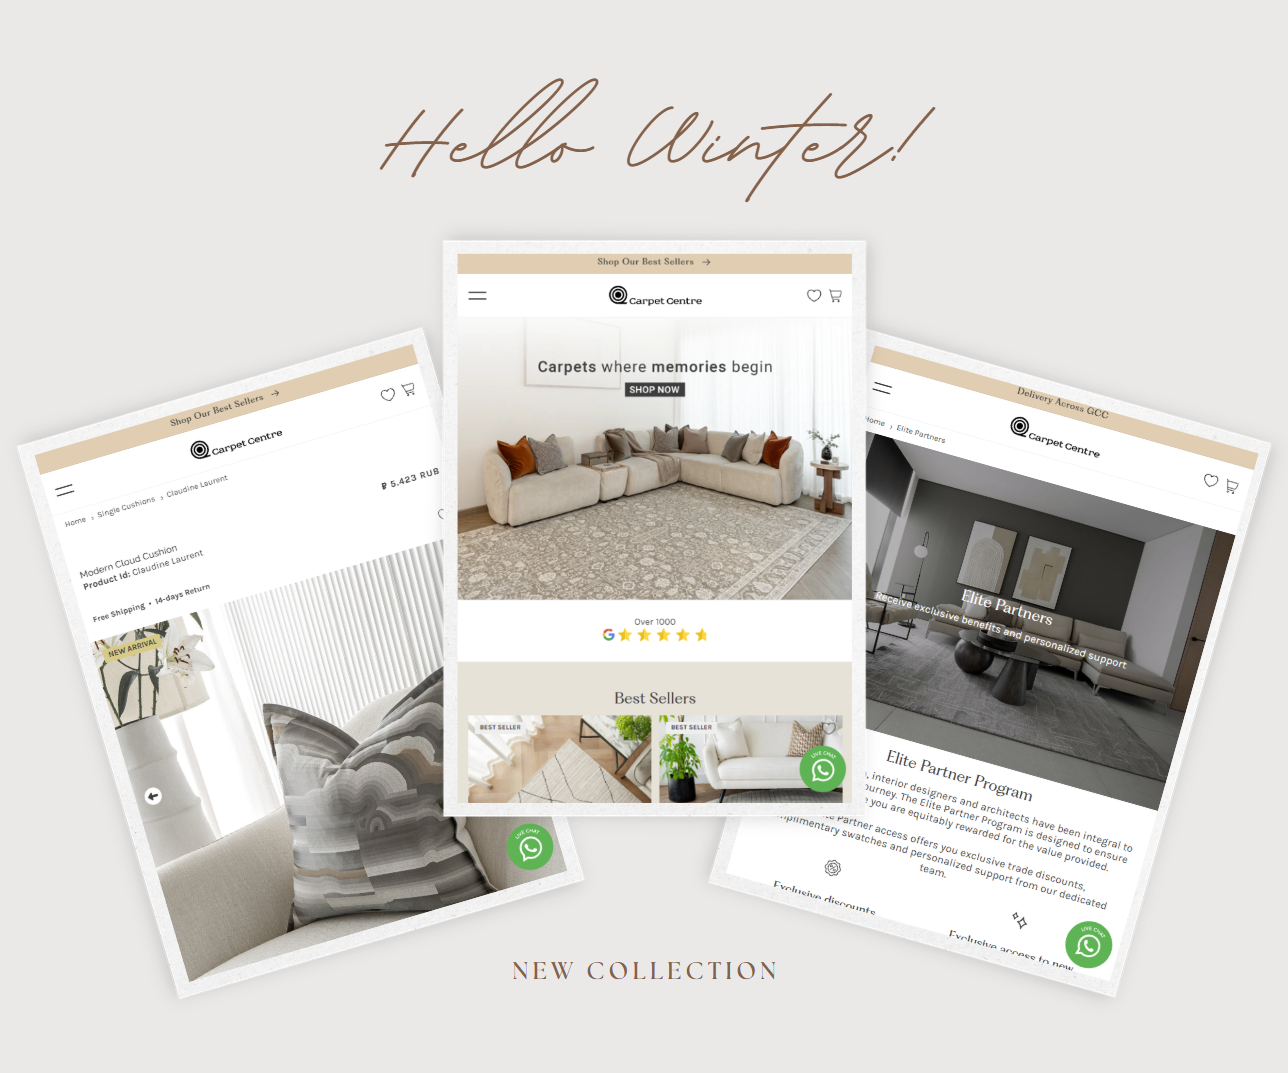 Hello Winter!
Shop Our Best Sellers →
Carpet Centre
Home › Single Cushions › Claudine Laurent
₽ 5.423 RUB
Modern Cloud Cushion
Product Id: Claudine Laurent
Free Shipping • 14-days Return
NEW ARRIVAL
LIVE CHAT
Shop Our Best Sellers →
Carpet Centre
Carpets where memories begin
SHOP NOW
Over 1000
Best Sellers
BEST SELLER
BEST SELLER
LIVE CHAT
Delivery Across GCC
Carpet Centre
Home › Elite Partners
Elite Partners
Receive exclusive benefits and personalized support
Elite Partner Program
, interior designers and architects have been integral to
ourney. The Elite Partner Program is designed to ensure
you are equitably rewarded for the value provided.
Partner access offers you exclusive trade discounts,
mplimentary swatches and personalized support from our dedicated
team.
Exclusive discounts
Exclusive access to new
LIVE CHAT
NEW COLLECTION